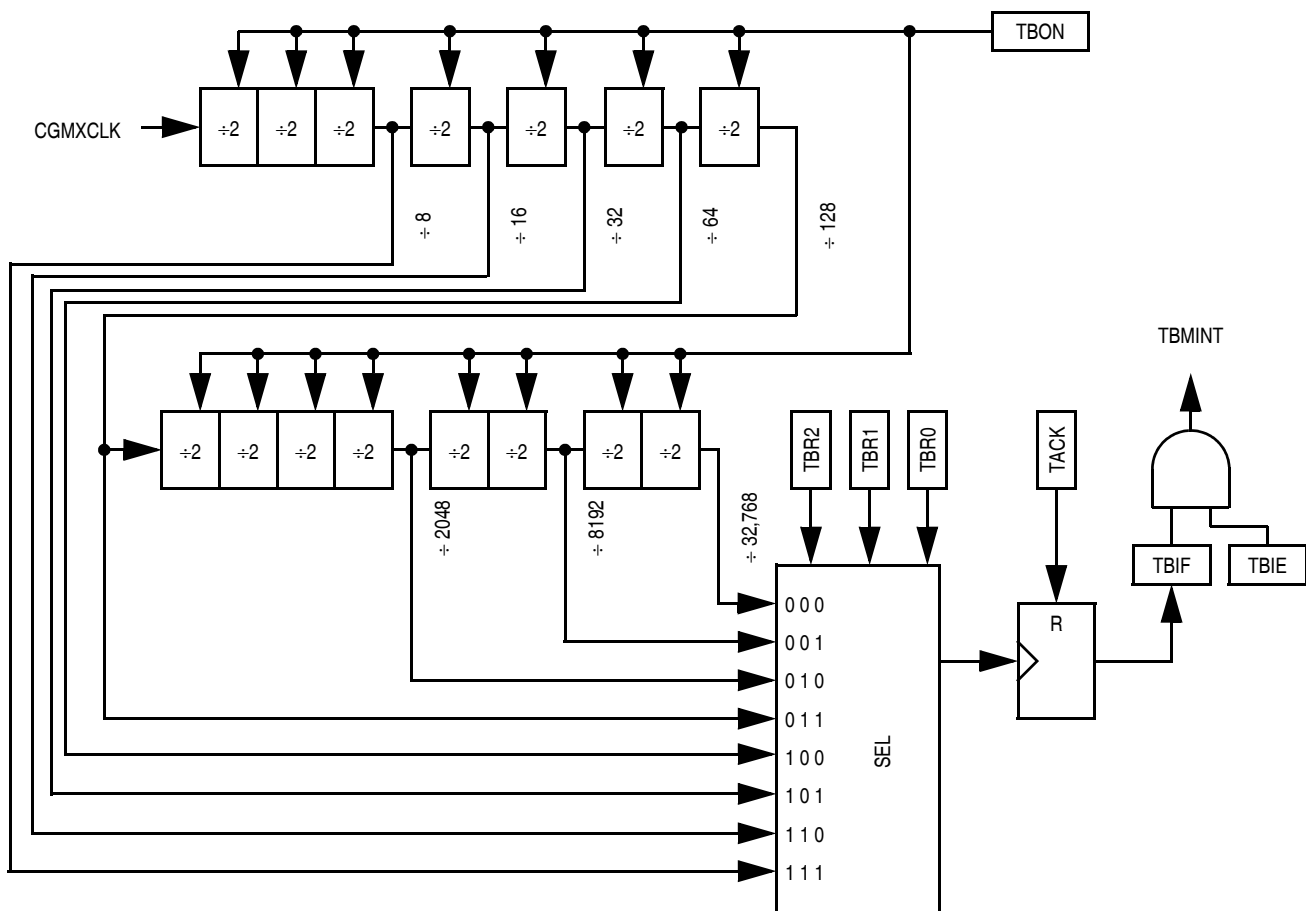 TBON
CGMXCLK
÷2
÷2
÷2
÷2
÷2
÷2
÷2
÷ 8
÷ 16
÷ 32
÷ 64
÷ 128
TBMINT
÷2
÷2
÷2
÷2
÷2
÷2
÷2
÷2
TBR2
TBR1
TBR0
TACK
÷ 2048
÷ 8192
÷ 32,768
TBIF
TBIE
0 0 0
0 0 1
0 1 0
0 1 1
1 0 0
1 0 1
1 1 0
1 1 1
SEL
R